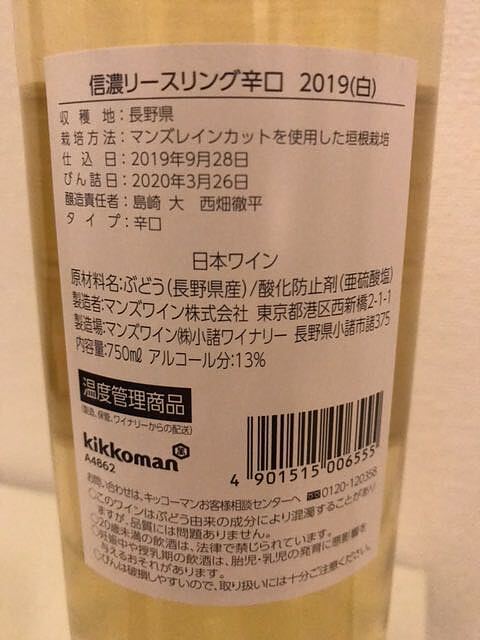 信濃リースリング辛口 2019(白)
収穫地:長野県
栽培方法:マンズレインカットを使用した垣根栽培
仕込日:2019年9月28日
びん詰日:2020年3月26日
醸造責任者:島崎 大 西畑徹平
タイプ:辛口
日本ワイン
原材料名:ぶどう(長野県産)/酸化防止剤(亜硫酸塩)
製造者:マンズワイン株式会社 東京都港区西新橋2-1-1
製造場:マンズワイン㈱小諸ワイナリー 長野県小諸市諸375
内容量:750㎖ アルコール分:13%
温度管理商品
(製造、保管、ワイナリーからの配送)
kikkoman
A4862
4 901515 006555
お問い合わせは、キッコーマンお客様相談センターへ 0120-120358
○このワインはぶどう由来の成分により混濁することがあり
ますが、品質には問題ありません。
○20歳未満の飲酒は、法律で禁じられています。
○妊娠中や授乳期の飲酒は、胎児・乳児の発育に悪影響を
与えるおそれがあります。
○びんは破損しやすいので、取り扱いには十分ご注意ください。